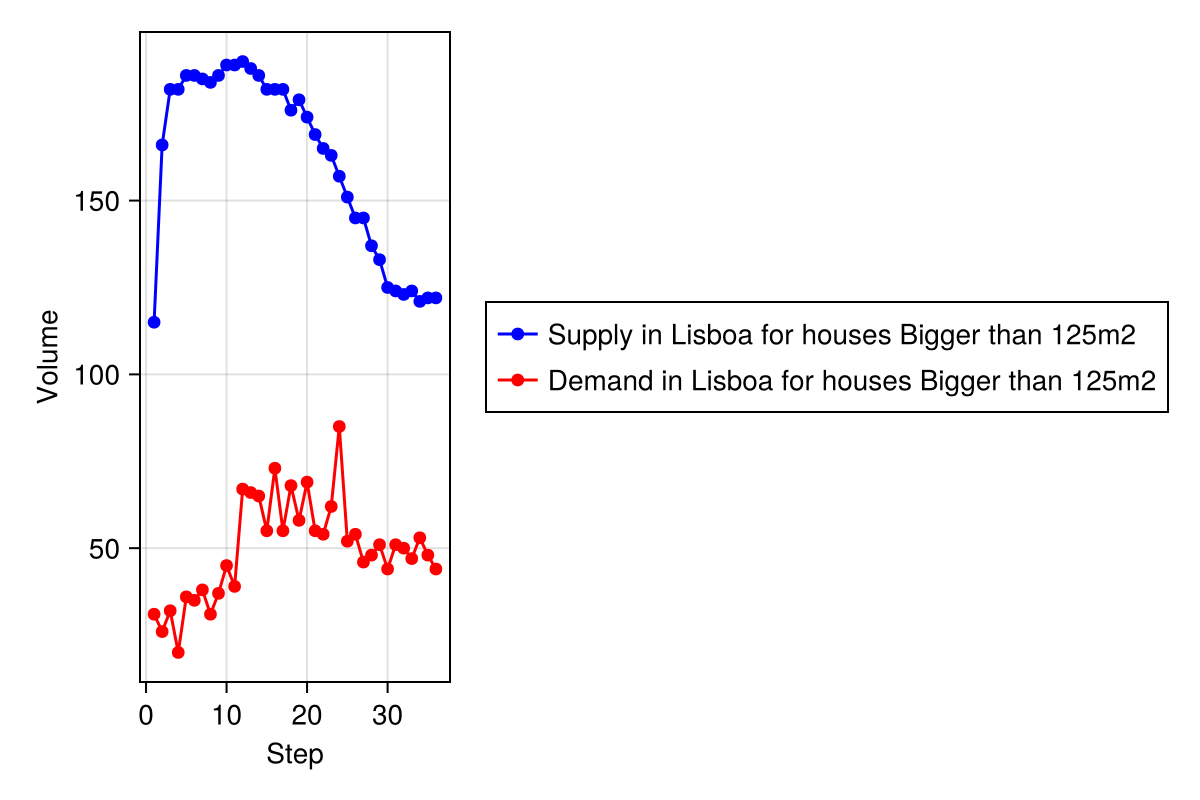 150
100
50
Volume
0 10 20 30
Step
Supply in Lisboa for houses Bigger than 125m2
Demand in Lisboa for houses Bigger than 125m2